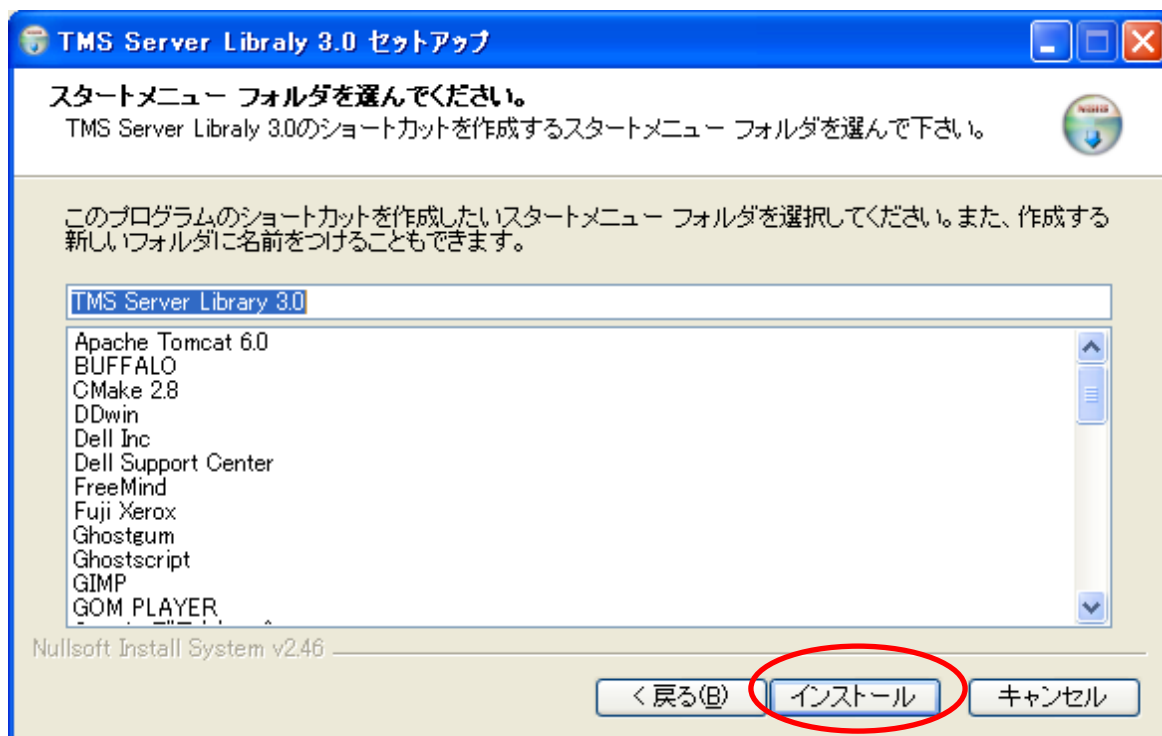 TMS Server Libraly 3.0 セットアップ
スタートメニュー フォルダを選んでください。
TMS Server Libraly 3.0のショートカットを作成するスタートメニュー フォルダを選んで下さい。
このプログラムのショートカットを作成したいスタートメニュー フォルダを選択してください。また、作成する
新しいフォルダに名前をつけることもできます。
TMS Server Library 3.0
Apache Tomcat 6.0
BUFFALO
CMake 2.8
DDwin
Dell Inc
Dell Support Center
FreeMind
Fuji Xerox
Ghostgum
Ghostscript
GIMP
GOM PLAYER
Nullsoft Install System v2.46
< 戻る(B)
インストール
キャンセル